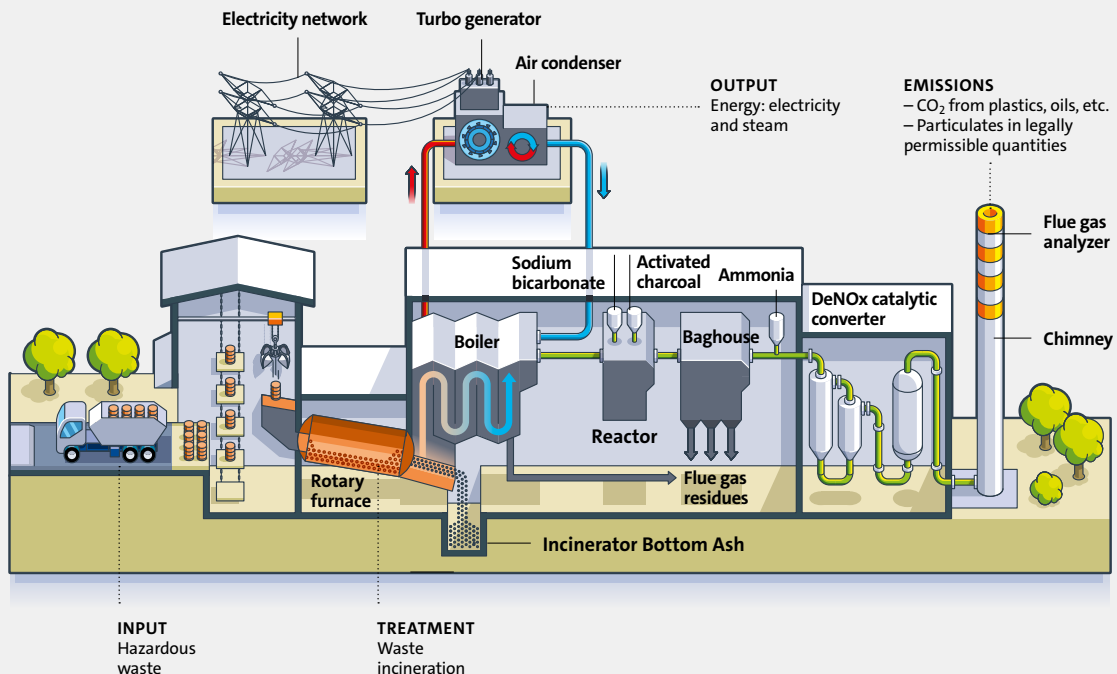 Electricity network
Turbo generator
Air condenser
OUTPUT
Energy: electricity
and steam
EMISSIONS
– CO₂ from plastics, oils, etc.
– Particulates in legally
permissible quantities
Flue gas
analyzer
Sodium
bicarbonate
Activated
charcoal
Ammonia
DeNOx catalytic
converter
Boiler
Baghouse
Chimney
Reactor
Rotary
furnace
Flue gas
residues
Incinerator Bottom Ash
INPUT
Hazardous
waste
TREATMENT
Waste
incineration